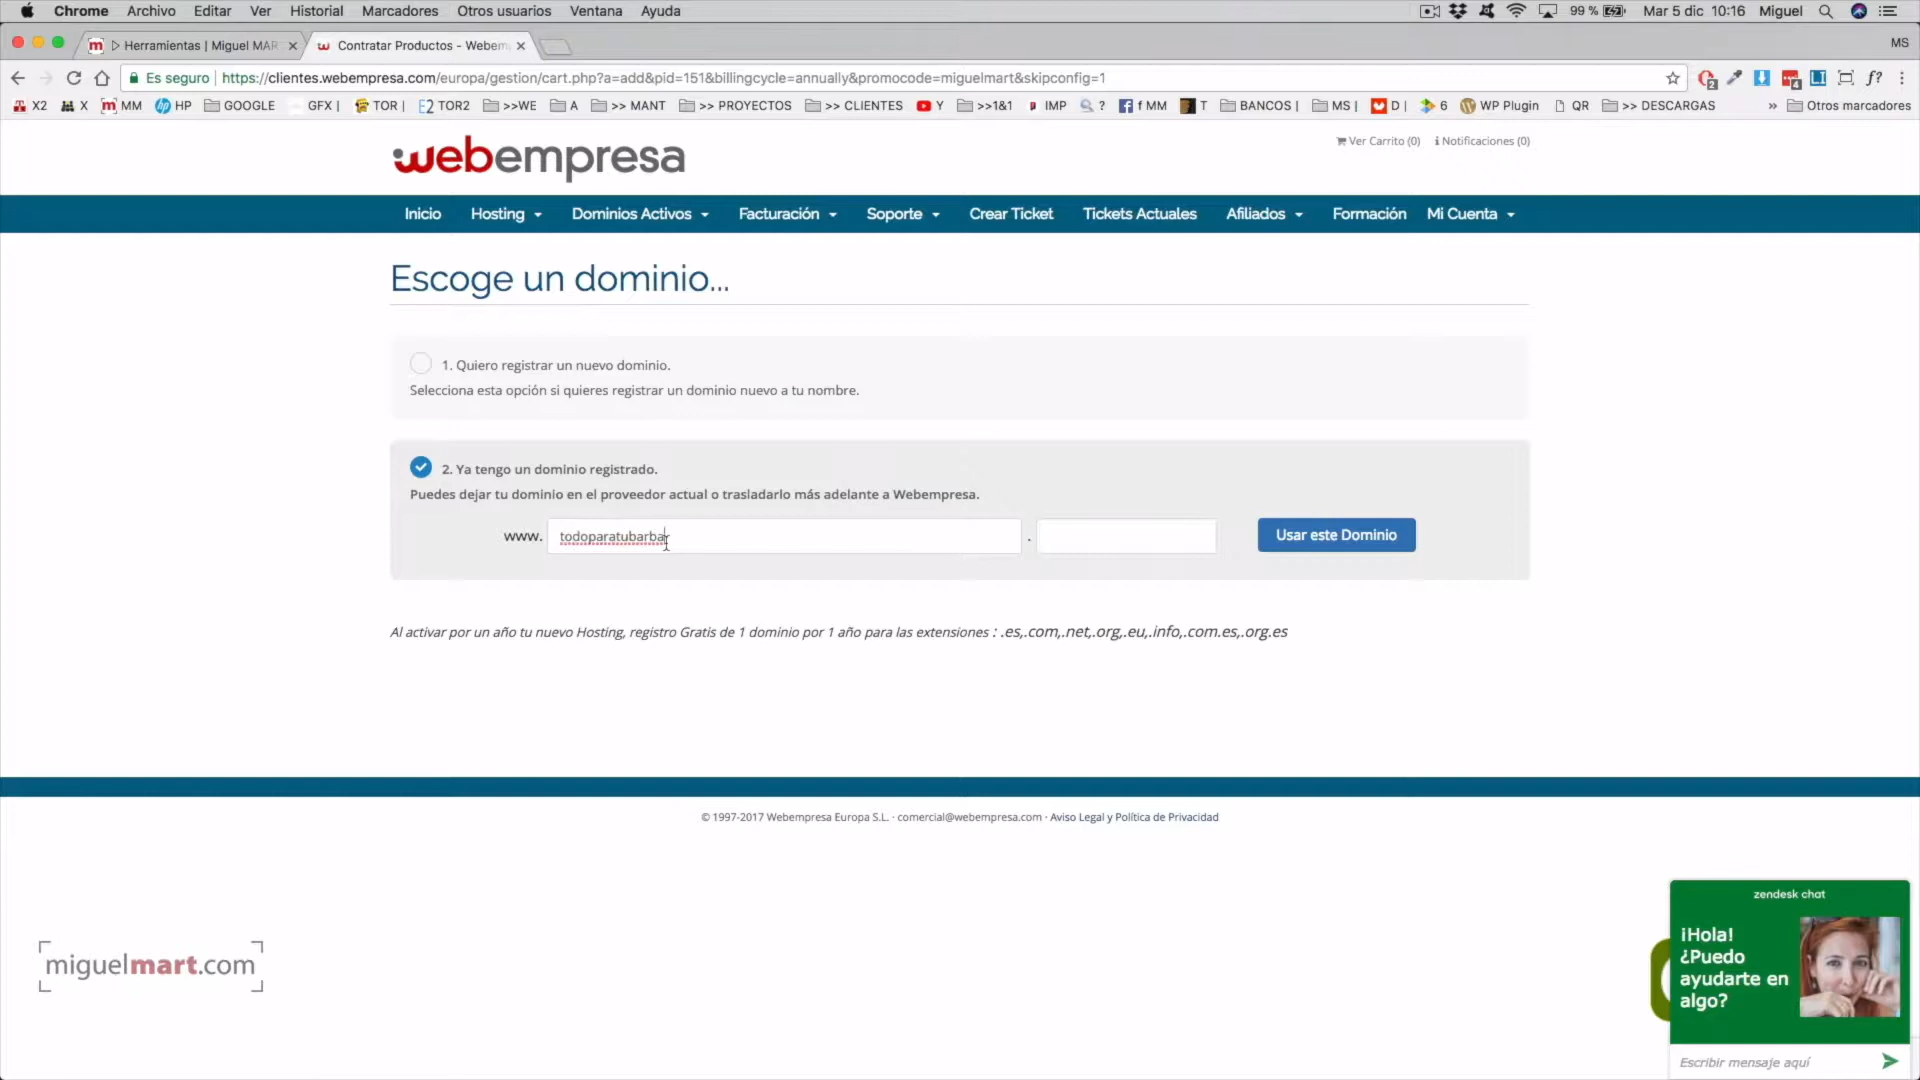 Chrome Archivo Editar Ver Historial Marcadores Otros usuarios Ventana Ayuda 99 % Mar 5 dic 10:16 Miguel
Herramientas | Miguel MAR Contratar Productos - Webem MS
Es seguro https://clientes.webempresa.com/europa/gestion/cart.php?a=add&pid=151&billingcycle=annually&promocode=miguelmart&skipconfig=1
X2 X MM HP GOOGLE GFX | TOR | TOR2 >>WE A >> MANT >> PROYECTOS >> CLIENTES Y >>1&1 IMP ? f MM T BANCOS | MS | D | 6 WP Plugin QR >> DESCARGAS » Otros marcadores
webempresa
Ver Carrito (0) Notificaciones (0)
Inicio Hosting Dominios Activos Facturación Soporte Crear Ticket Tickets Actuales Afiliados Formación Mi Cuenta
Escoge un dominio...
1. Quiero registrar un nuevo dominio.
Selecciona esta opción si quieres registrar un dominio nuevo a tu nombre.
2. Ya tengo un dominio registrado.
Puedes dejar tu dominio en el proveedor actual o trasladarlo más adelante a Webempresa.
www. todoparatubarba . Usar este Dominio
Al activar por un año tu nuevo Hosting, registro Gratis de 1 dominio por 1 año para las extensiones : .es,.com,.net,.org,.eu,.info,.com.es,.org.es
© 1997-2017 Webempresa Europa S.L. · comercial@webempresa.com · Aviso Legal y Política de Privacidad
miguelmart.com
zendesk chat
¡Hola!
¿Puedo
ayudarte en
algo?
Escribir mensaje aquí